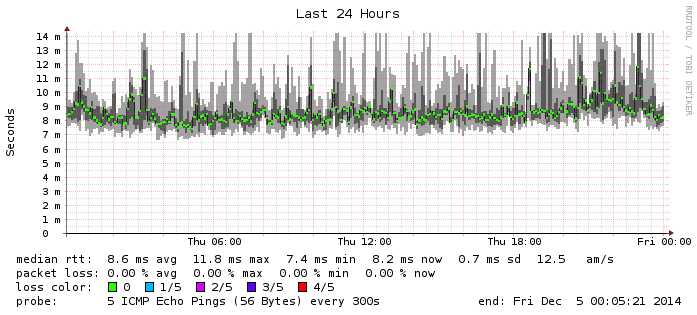 Last 24 Hours
RRDTOOL / TOBI OETIKER
Seconds
14 m
13 m
12 m
11 m
10 m
9 m
8 m
7 m
6 m
5 m
4 m
3 m
2 m
1 m
0
Thu 06:00 Thu 12:00 Thu 18:00 Fri 00:00
median rtt: 8.6 ms avg 11.8 ms max 7.4 ms min 8.2 ms now 0.7 ms sd 12.5 am/s
packet loss: 0.00 % avg 0.00 % max 0.00 % min 0.00 % now
loss color: 0 1/5 2/5 3/5 4/5
probe: 5 ICMP Echo Pings (56 Bytes) every 300s end: Fri Dec 5 00:05:21 2014